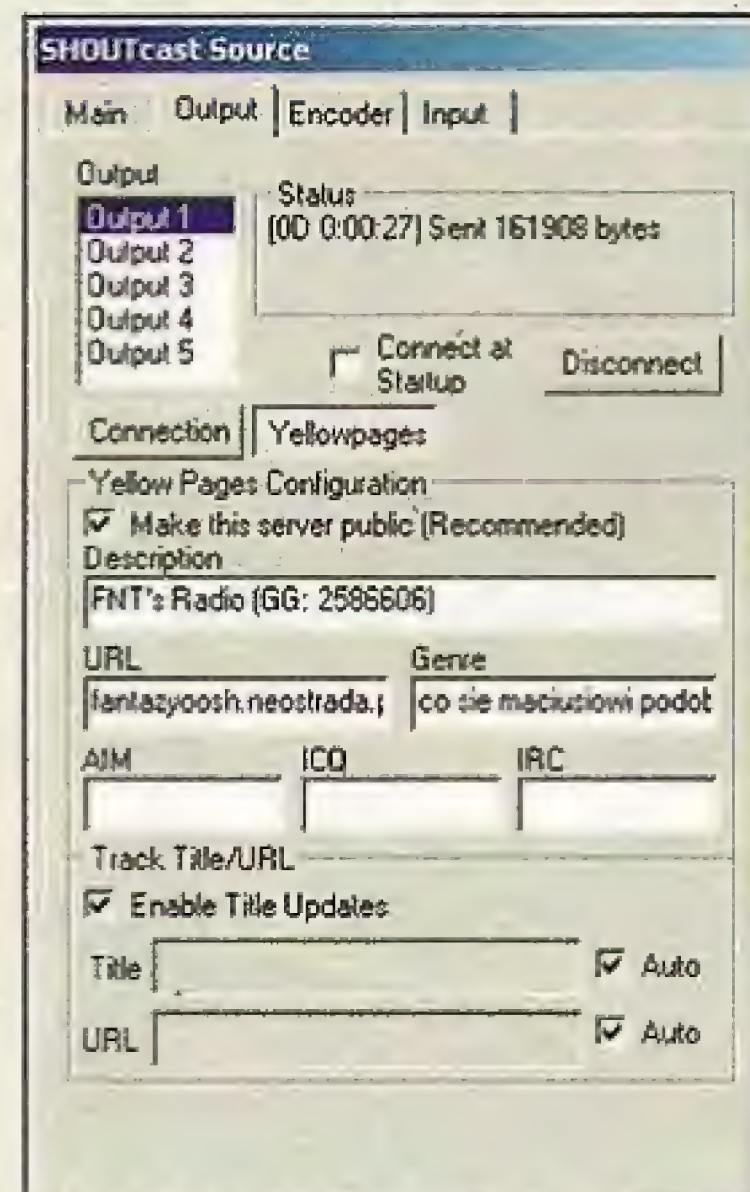 SHOUTcast Source
Main Output Encoder Input
Output
Output 1
Output 2
Output 3
Output 4
Output 5
Status
[0D 0:00:27] Sent 161908 bytes
Connect at
Startup
Disconnect
Connection Yellowpages
Yellow Pages Configuration
Make this server public (Recommended)
Description
FNT's Radio (GG: 2586606)
URL Genre
fantazyoosh.neostrada.p co sie maciusiowi podob
AIM ICQ IRC
Track Title/URL
Enable Title Updates
Title Auto
URL Auto